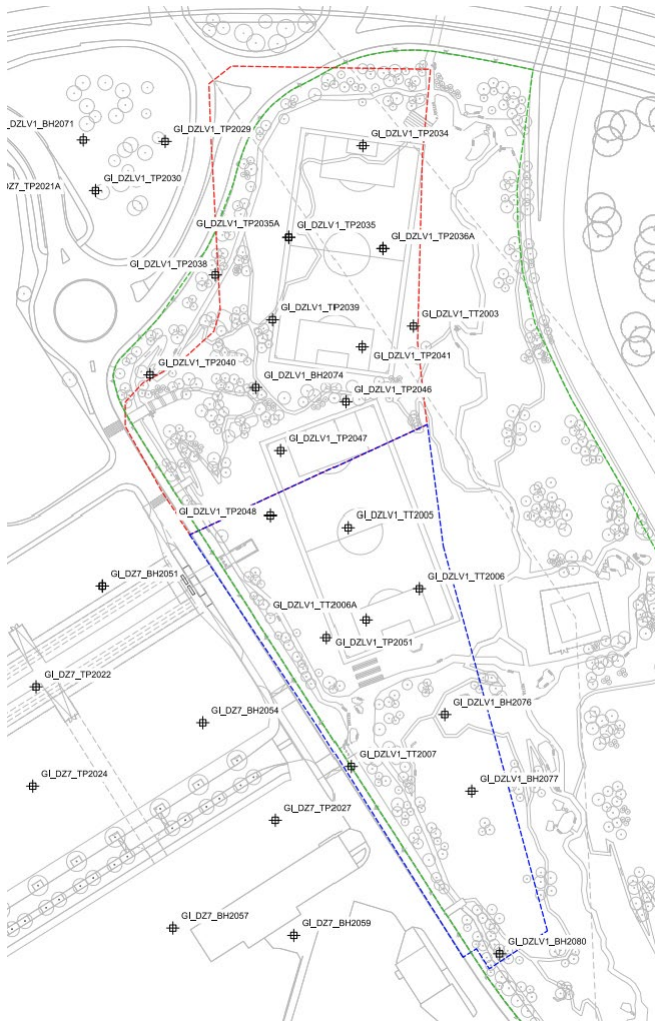 GI_DZLV1_TP2034
_DZLV1_BH2071
GI_DZLV1_TP2029
GI_DZLV1_TP2030
DZ7_TP2021A
GI_DZLV1_TP2035A
GI_DZLV1_TP2035
GI_DZLV1_TP2036A
GI_DZLV1_TP2038
GI_DZLV1_TP2039
GI_DZLV1_TT2003
GI_DZLV1_TP2041
GI_DZLV1_TP2040
GI_DZLV1_BH2074
GI_DZLV1_TP2046
GI_DZLV1_TP2047
GI_DZLV1_TP2048
GI_DZLV1_TT2005
GI_DZ7_BH2051
GI_DZLV1_TT2006
GI_DZLV1_TT2006A
GI_DZLV1_TP2051
GI_DZ7_TP2022
GI_DZLV1_BH2076
GI_DZ7_BH2054
GI_DZLV1_TT2007
GI_DZ7_TP2024
GI_DZLV1_BH2077
GI_DZ7_TP2027
GI_DZ7_BH2057
GI_DZ7_BH2059
GI_DZLV1_BH2080